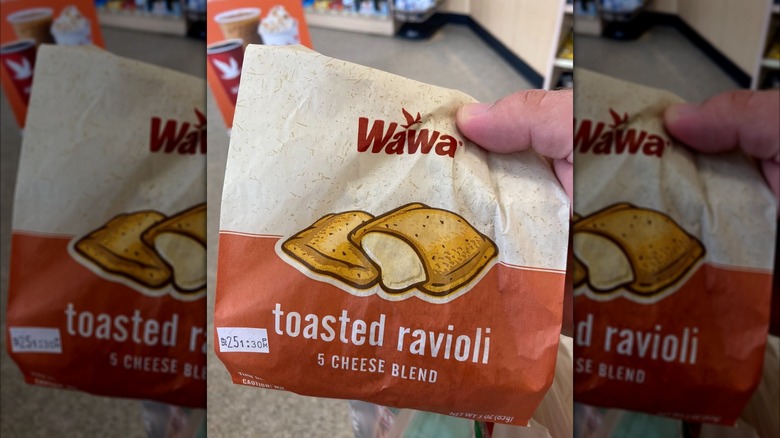 Wawa
toasted ravioli
5 CHEESE BLEND